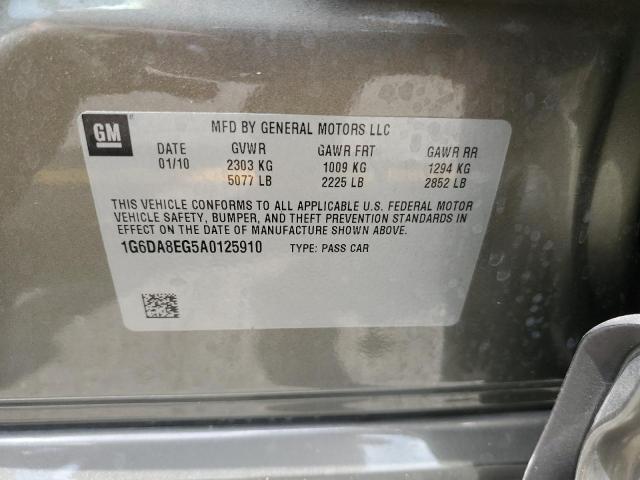 GM
MFD BY GENERAL MOTORS LLC
DATE GVWR GAWR FRT GAWR RR
01/10 2303 KG 1009 KG 1294 KG
5077 LB 2225 LB 2852 LB
THIS VEHICLE CONFORMS TO ALL APPLICABLE U.S. FEDERAL MOTOR
VEHICLE SAFETY, BUMPER, AND THEFT PREVENTION STANDARDS IN
EFFECT ON THE DATE OF MANUFACTURE SHOWN ABOVE.
1G6DA8EG5A0125910 TYPE: PASS CAR